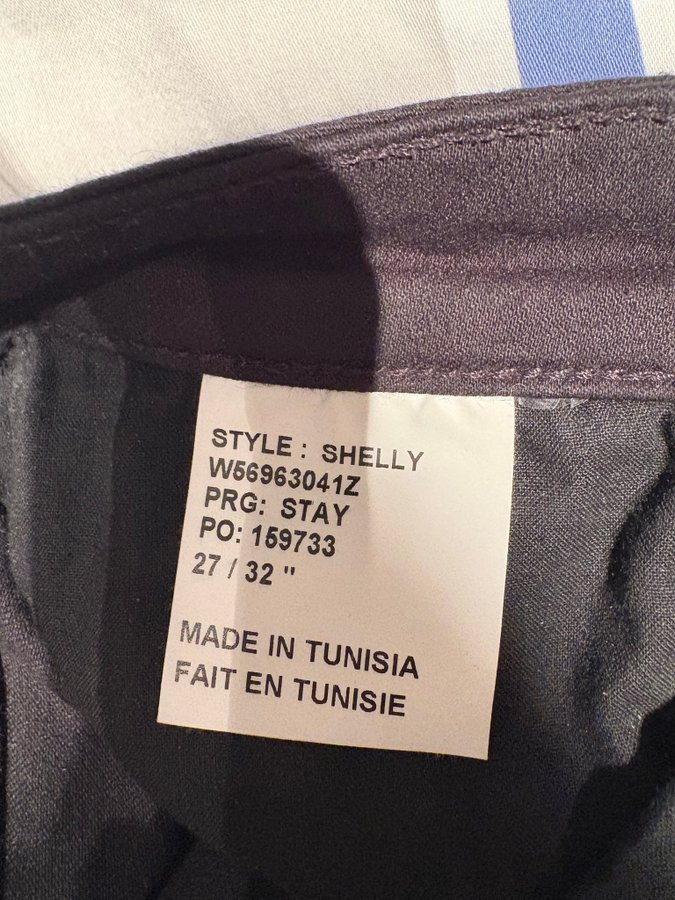 STYLE : SHELLY
W56963041Z
PRG: STAY
PO: 159733
27 / 32 "
MADE IN TUNISIA
FAIT EN TUNISIE